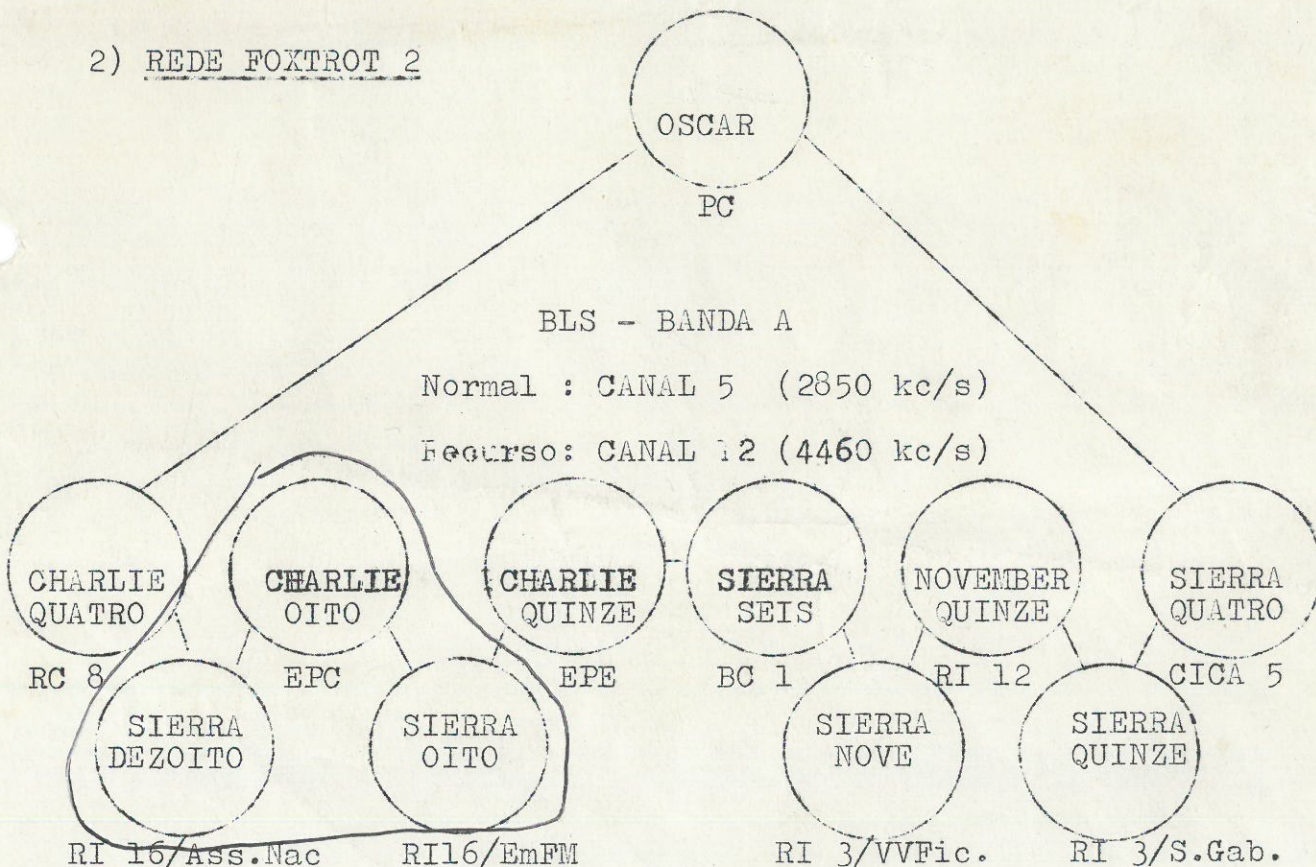 2) REDE FOXTROT 2
OSCAR
PC
BLS - BANDA A
Normal : CANAL 5 (2850 kc/s)
Recurso: CANAL 12 (4460 kc/s)
CHARLIE
QUATRO
RC 8
CHARLIE
OITO
EPC
CHARLIE
QUINZE
EPE
SIERRA
SEIS
BC 1
NOVEMBER
QUINZE
RI 12
SIERRA
QUATRO
CICA 5
SIERRA
DEZOITO
RI 16/Ass.Nac
SIERRA
OITO
RI16/EmFM
SIERRA
NOVE
RI 3/VVFic.
SIERRA
QUINZE
RI 3/S.Gab.